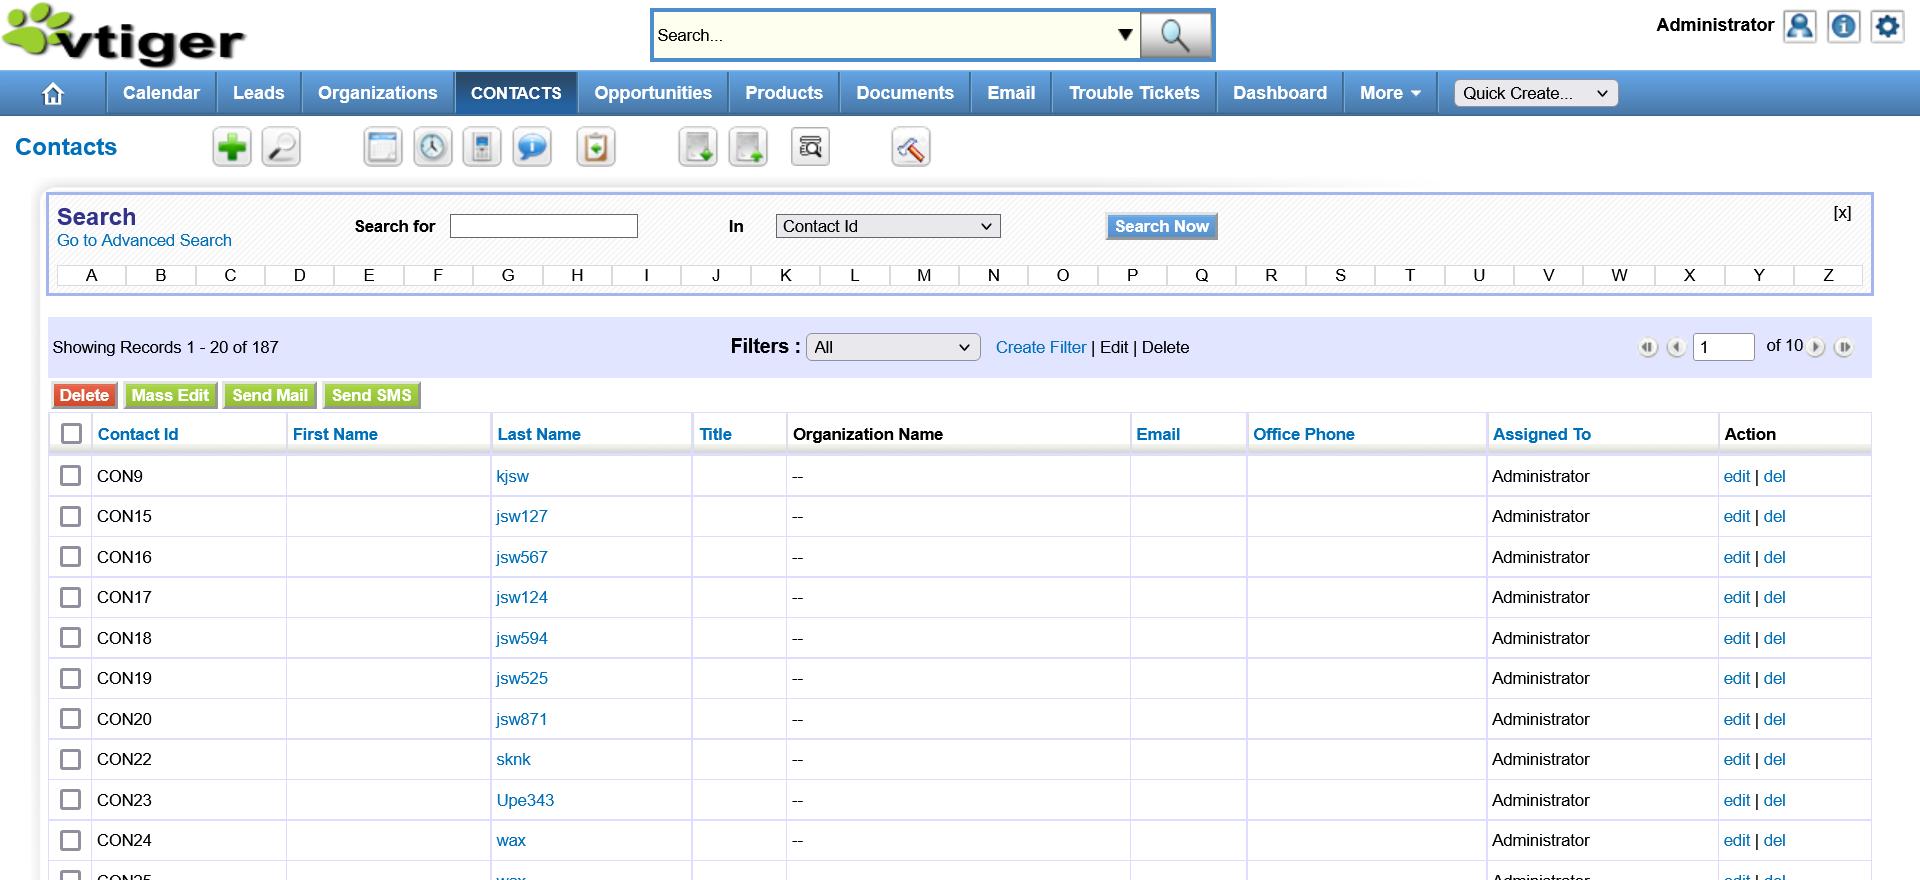 vtiger
Search...
Administrator
Calendar Leads Organizations CONTACTS Opportunities Products Documents Email Trouble Tickets Dashboard More Quick Create...
Contacts
Search
Go to Advanced Search
Search for In Contact Id Search Now [x]
A B C D E F G H I J K L M N O P Q R S T U V W X Y Z
Showing Records 1 - 20 of 187 Filters : All Create Filter | Edit | Delete 1 of 10
Delete Mass Edit Send Mail Send SMS
Contact Id First Name Last Name Title Organization Name Email Office Phone Assigned To Action
CON9 kjsw -- Administrator edit | del
CON15 jsw127 -- Administrator edit | del
CON16 jsw567 -- Administrator edit | del
CON17 jsw124 -- Administrator edit | del
CON18 jsw594 -- Administrator edit | del
CON19 jsw525 -- Administrator edit | del
CON20 jsw871 -- Administrator edit | del
CON22 sknk -- Administrator edit | del
CON23 Upe343 -- Administrator edit | del
CON24 wax -- Administrator edit | del